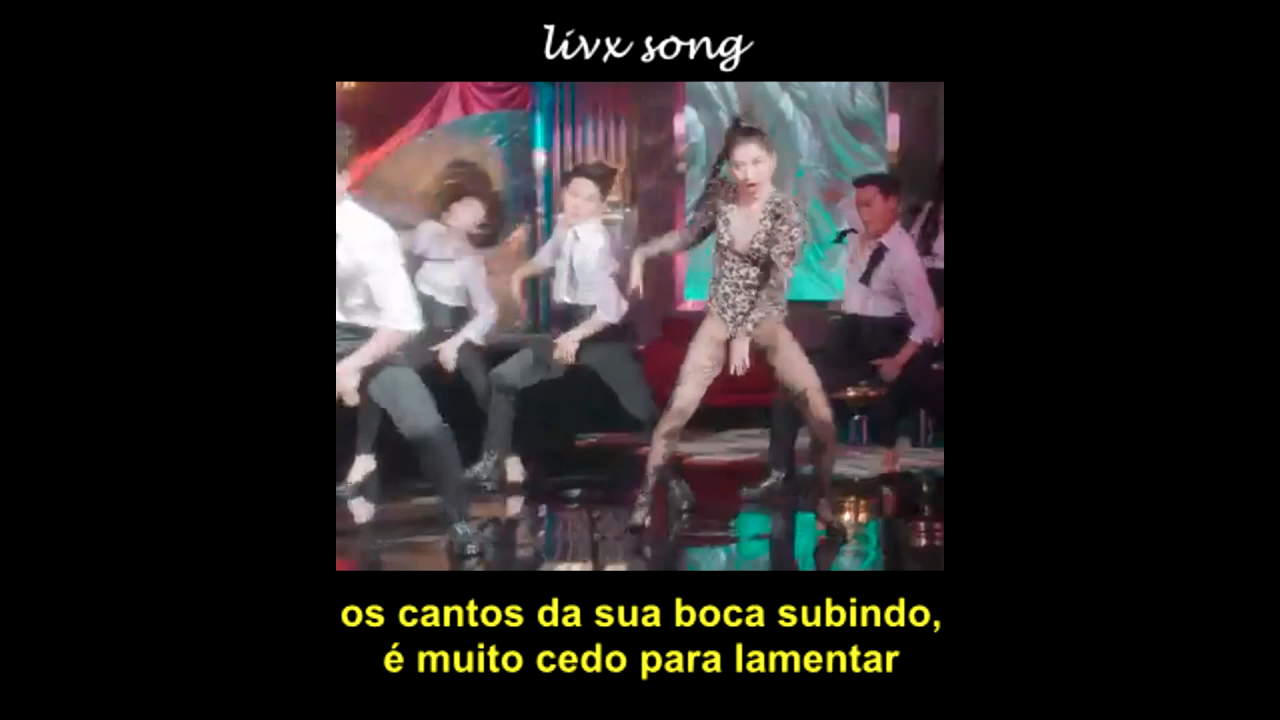 livx song
os cantos da sua boca subindo,
é muito cedo para lamentar